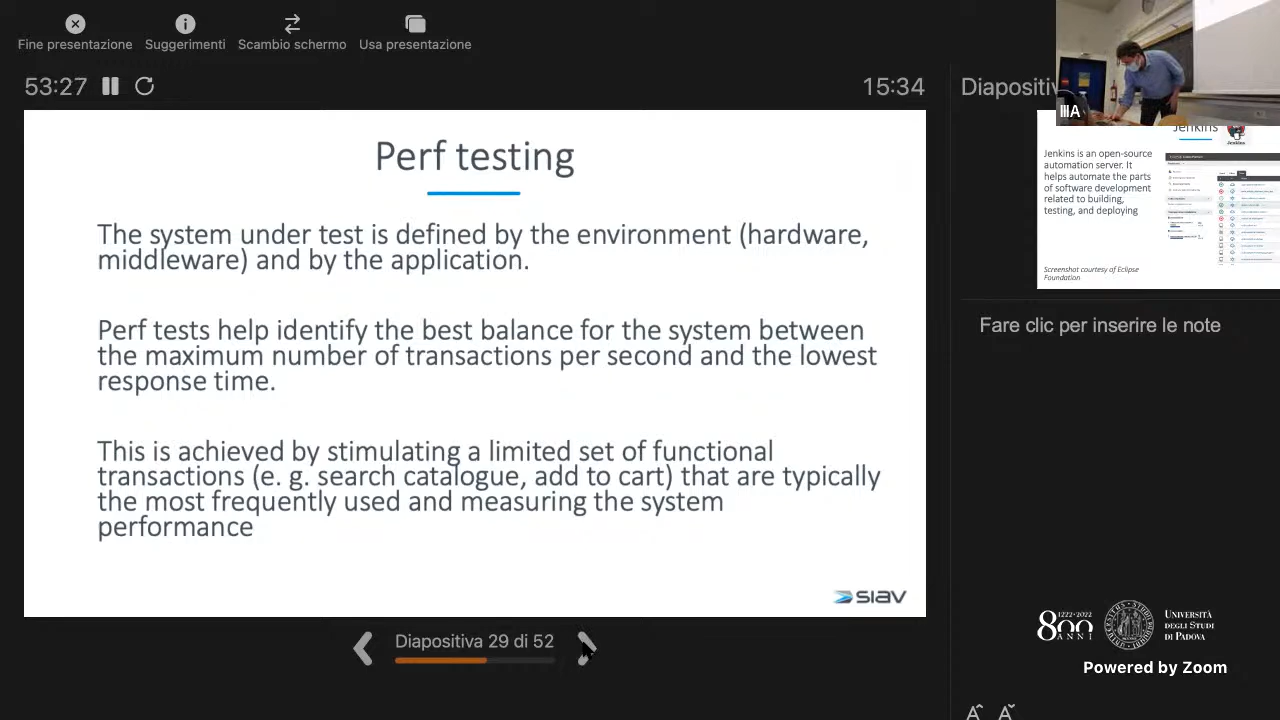 Fine presentazione
Suggerimenti
Scambio schermo
Usa presentazione
53:27
15:34
Perf testing
The system under test is defined by the environment (hardware,
middleware) and by the application.
Perf tests help identify the best balance for the system between
the maximum number of transactions per second and the lowest
response time.
This is achieved by stimulating a limited set of functional
transactions (e. g. search catalogue, add to cart) that are typically
the most frequently used and measuring the system
performance
SIAV
Diapositiva 29 di 52
Diapositiv
IIIA
Jenkins
Jenkins
Jenkins is an open-source
automation server. It
helps automate the parts
of software development
related to building,
testing, and deploying
Screenshot courtesy of Eclipse
Foundation
Fare clic per inserire le note
1222·2022
800
ANNI
UNIVERSITÀ
DEGLI STUDI
DI PADOVA
Powered by Zoom
A A